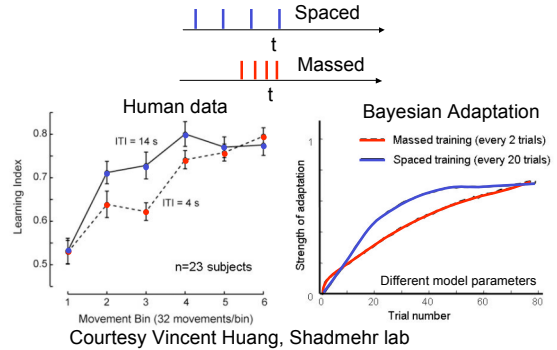 Spaced
t
Massed
t
Human data
Learning Index
0.8
0.7
0.6
0.5
ITI = 14 s
ITI = 4 s
n=23 subjects
1 2 3 4 5 6
Movement Bin (32 movements/bin)
Bayesian Adaptation
Strength of adaptation
1
0
Massed training (every 2 trials)
Spaced training (every 20 trials)
Different model parameters
0 20 40 60 80
Trial number
Courtesy Vincent Huang, Shadmehr lab